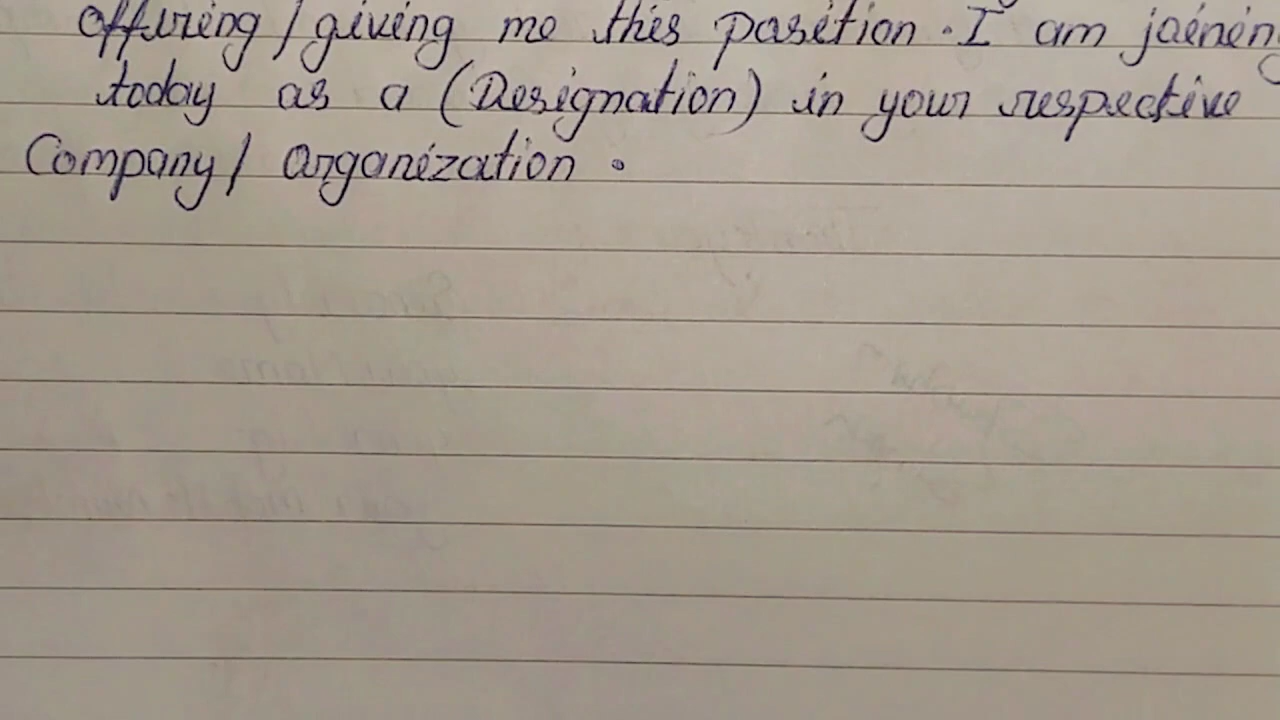 offering/giving me this position. I am joining
today as a (Designation) in your respective
Company/ organization.